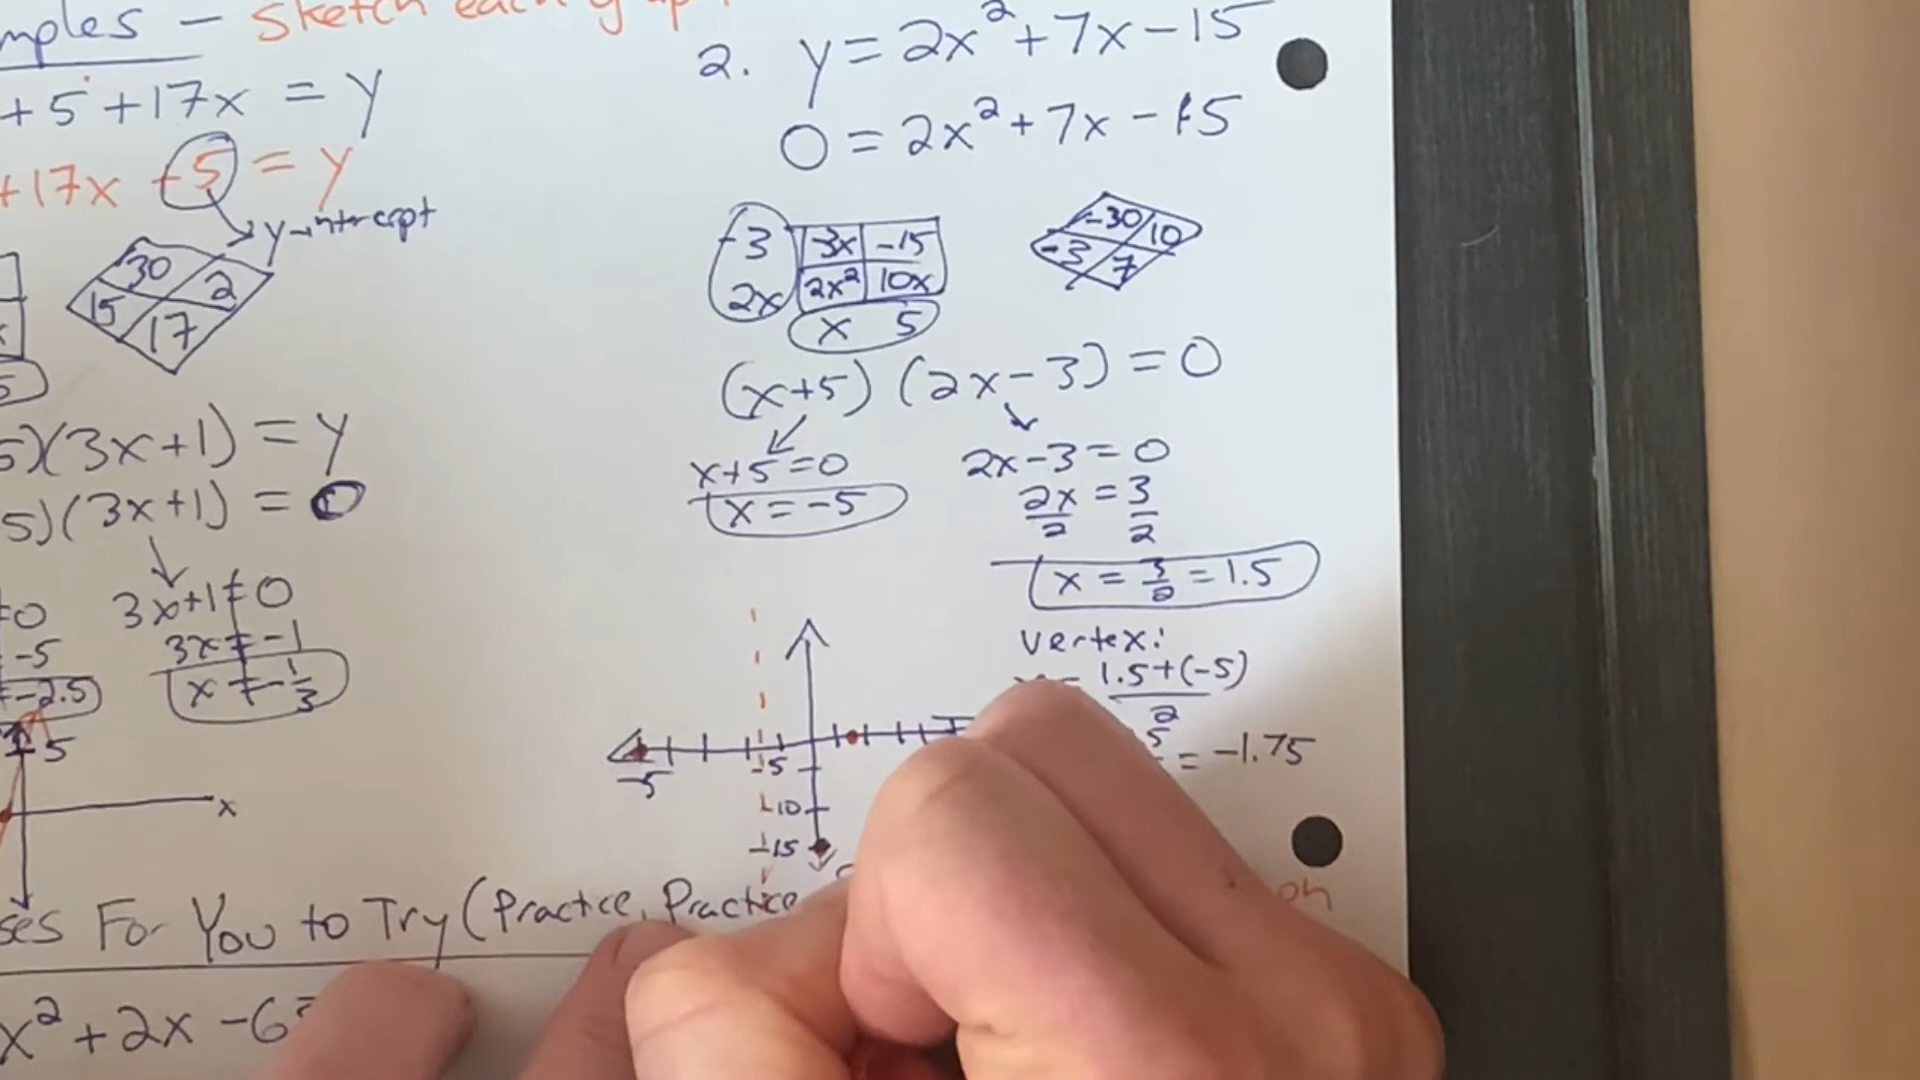 mples - Sketch each graph
+5+17x = y
+17x +5 = y
y-intercept
30 2
15 17
5)(3x+1) = y
5)(3x+1) = 0
=0 3x+1=0
-5 3x=-1
=-2.5 x=-1/3
5
x
2. y=2x²+7x-15
0=2x²+7x-15
-3 3x -15
2x 2x² 10x
x 5
-30 10
-3 7
(x+5) (2x-3)=0
x+5=0 2x-3=0
x=-5 2x/2=3/2
x=3/2=1.5
vertex:
1.5+(-5)
2
= -1.75
-5
-5
-10
-15
ses For You to Try (Practice, Practice
x²+2x-63